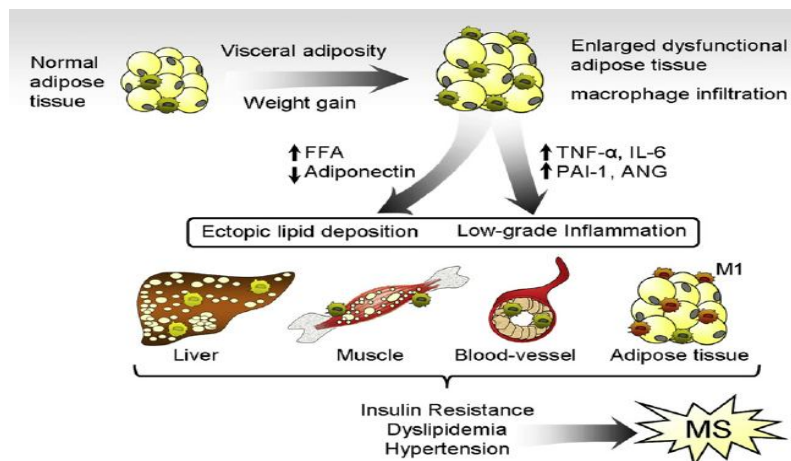 Normal
adipose
tissue
Visceral adiposity
Weight gain
Enlarged dysfunctional
adipose tissue
macrophage infiltration
⬆FFA
⬇Adiponectin
⬆TNF-α, IL-6
⬆PAI-1, ANG
Ectopic lipid deposition
Low-grade Inflammation
M1
Liver
Muscle
Blood-vessel
Adipose tissue
Insulin Resistance
Dyslipidemia
Hypertension
MS